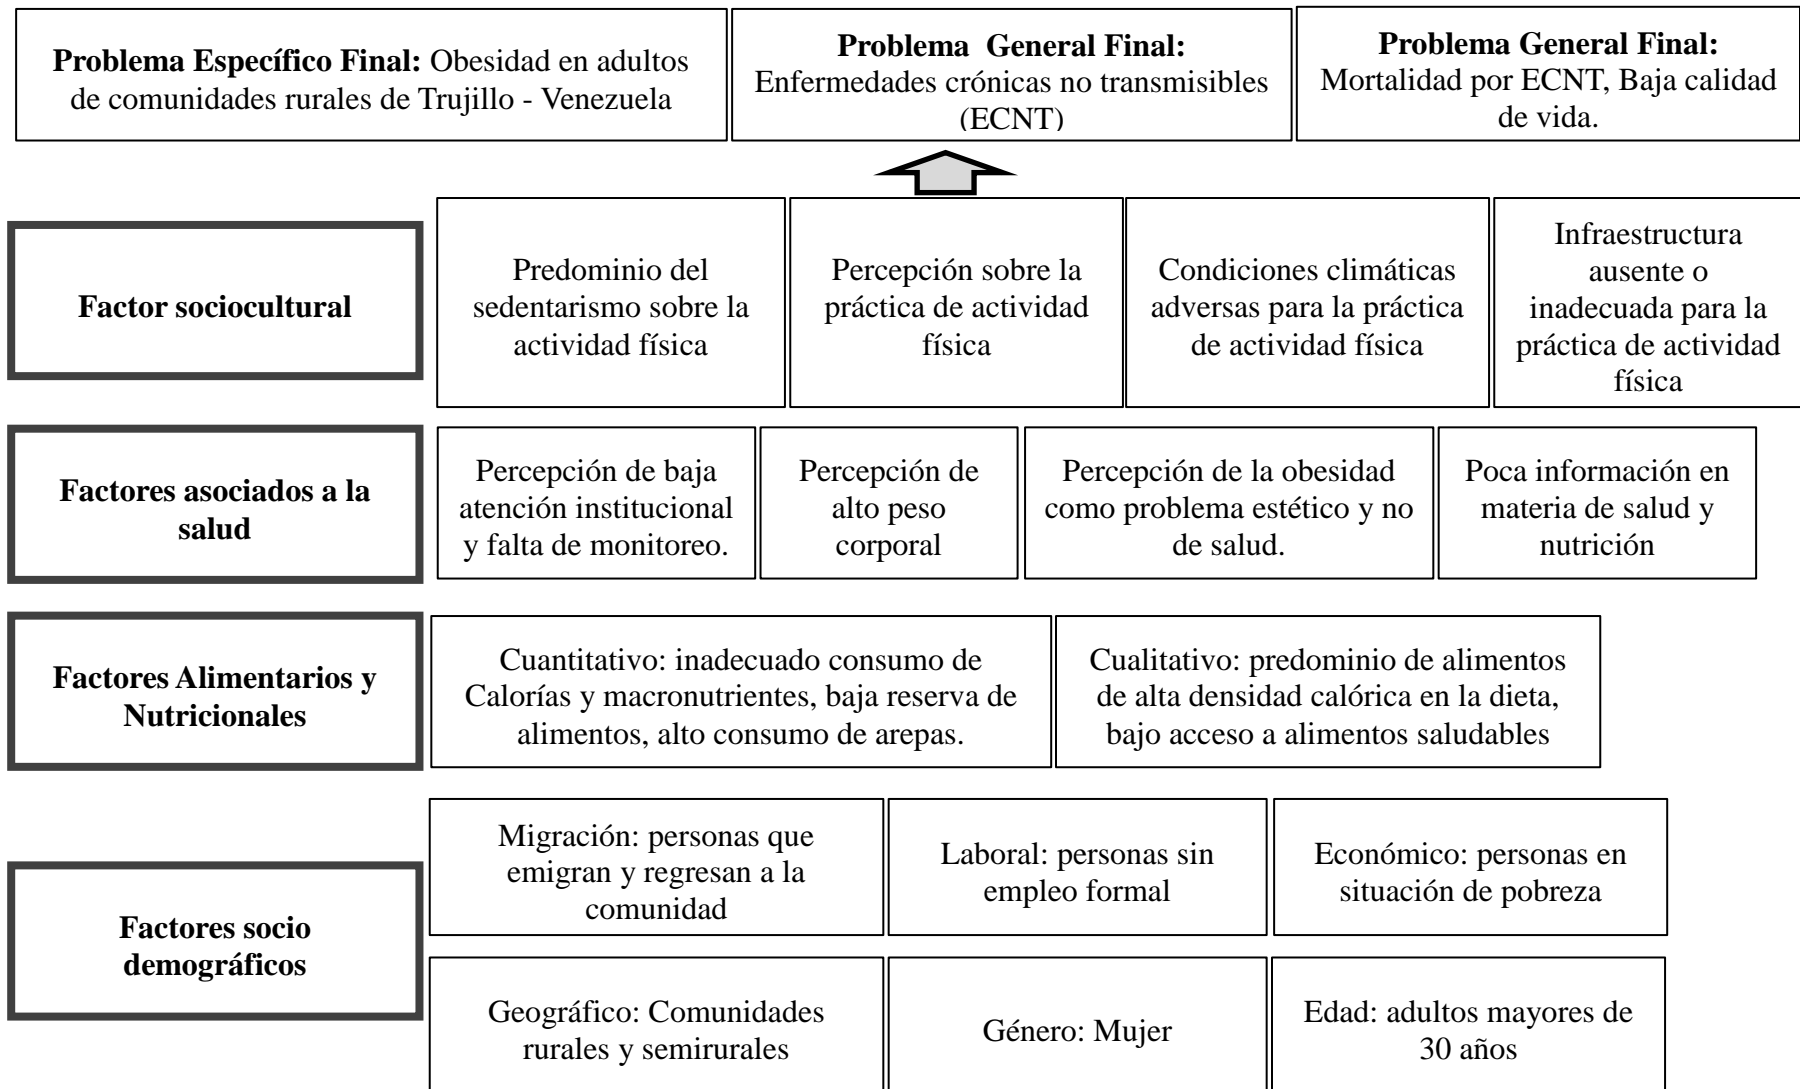 Problema Específico Final: Obesidad en adultos
de comunidades rurales de Trujillo - Venezuela
Problema General Final:
Enfermedades crónicas no transmisibles
(ECNT)
Problema General Final:
Mortalidad por ECNT, Baja calidad
de vida.
Factor sociocultural
Predominio del
sedentarismo sobre la
actividad física
Percepción sobre la
práctica de actividad
física
Condiciones climáticas
adversas para la práctica
de actividad física
Infraestructura
ausente o
inadecuada para la
práctica de actividad
física
Factores asociados a la
salud
Percepción de baja
atención institucional
y falta de monitoreo.
Percepción de
alto peso
corporal
Percepción de la obesidad
como problema estético y no
de salud.
Poca información en
materia de salud y
nutrición
Factores Alimentarios y
Nutricionales
Cuantitativo: inadecuado consumo de
Calorías y macronutrientes, baja reserva de
alimentos, alto consumo de arepas.
Cualitativo: predominio de alimentos
de alta densidad calórica en la dieta,
bajo acceso a alimentos saludables
Factores socio
demográficos
Migración: personas que
emigran y regresan a la
comunidad
Laboral: personas sin
empleo formal
Económico: personas en
situación de pobreza
Geográfico: Comunidades
rurales y semirurales
Género: Mujer
Edad: adultos mayores de
30 años